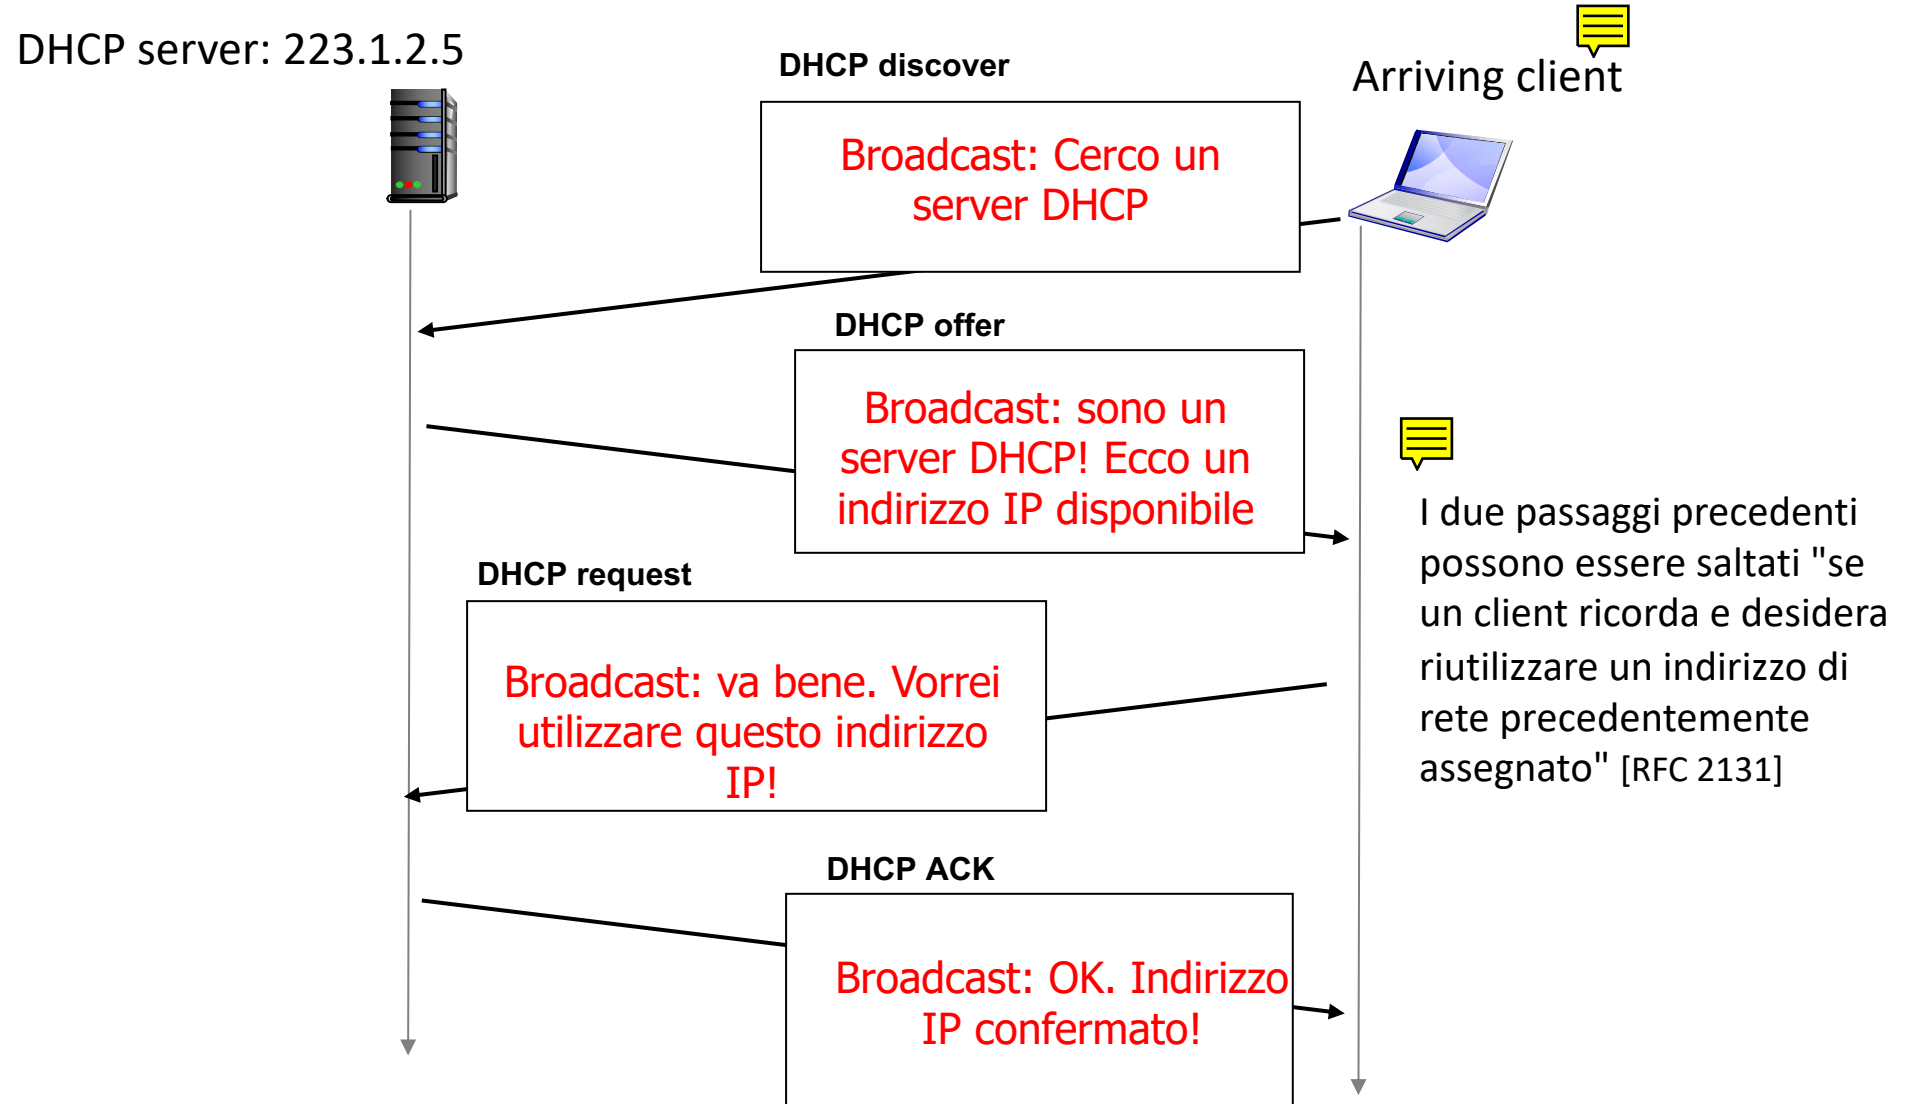 DHCP server: 223.1.2.5
DHCP discover
Arriving client
Broadcast: Cerco un
server DHCP
DHCP offer
Broadcast: sono un
server DHCP! Ecco un
indirizzo IP disponibile
I due passaggi precedenti
possono essere saltati "se
un client ricorda e desidera
riutilizzare un indirizzo di
rete precedentemente
assegnato" [RFC 2131]
DHCP request
Broadcast: va bene. Vorrei
utilizzare questo indirizzo
IP!
DHCP ACK
Broadcast: OK. Indirizzo
IP confermato!